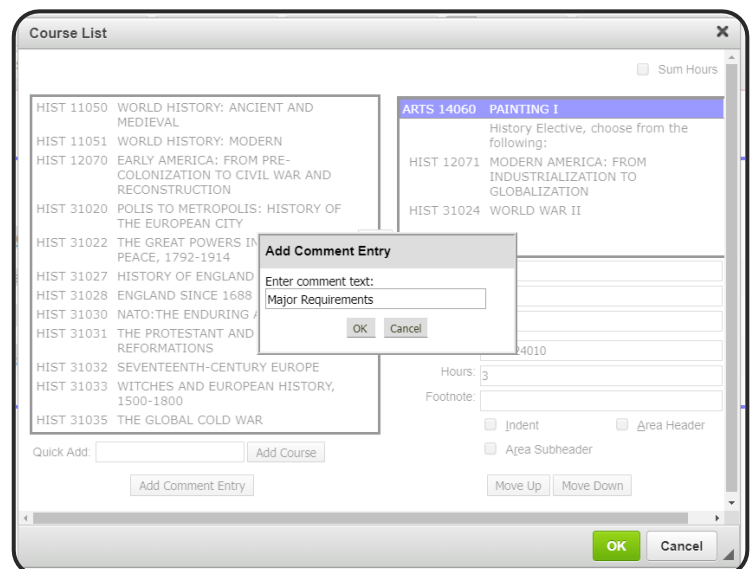 Course List
Sum Hours
HIST 11050 WORLD HISTORY: ANCIENT AND
MEDIEVAL
HIST 11051 WORLD HISTORY: MODERN
HIST 12070 EARLY AMERICA: FROM PRE-
COLONIZATION TO CIVIL WAR AND
RECONSTRUCTION
HIST 31020 POLIS TO METROPOLIS: HISTORY OF
THE EUROPEAN CITY
HIST 31022 THE GREAT POWERS IN
PEACE, 1792-1914
HIST 31027 HISTORY OF ENGLAND
HIST 31028 ENGLAND SINCE 1688
HIST 31030 NATO:THE ENDURING
HIST 31031 THE PROTESTANT AND
REFORMATIONS
HIST 31032 SEVENTEENTH-CENTURY EUROPE
HIST 31033 WITCHES AND EUROPEAN HISTORY,
1500-1800
HIST 31035 THE GLOBAL COLD WAR
ARTS 14060 PAINTING I
History Elective, choose from the
following:
HIST 12071 MODERN AMERICA: FROM
INDUSTRIALIZATION TO
GLOBALIZATION
HIST 31024 WORLD WAR II
Add Comment Entry
Enter comment text:
Major Requirements
OK Cancel
24010
Hours: 3
Footnote:
Indent Area Header
Area Subheader
Quick Add: Add Course
Add Comment Entry
Move Up Move Down
OK Cancel